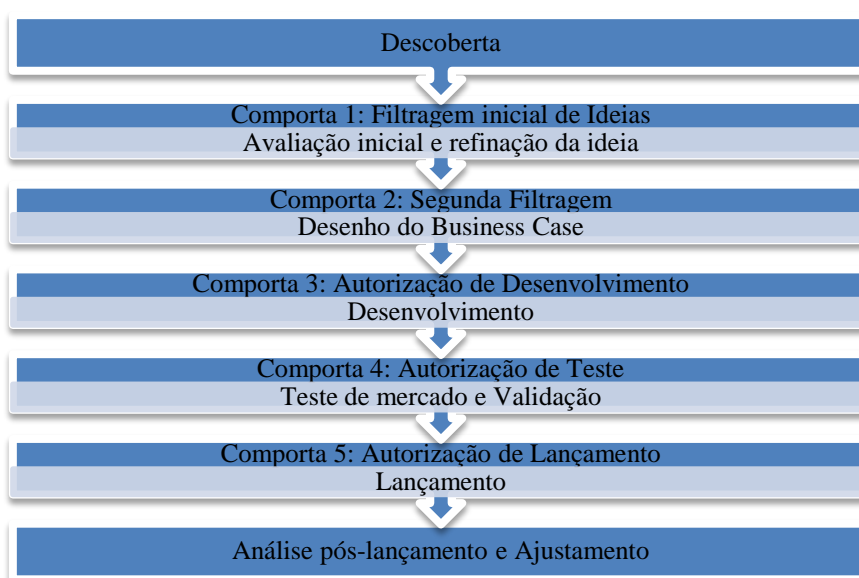 Descoberta
Comporta 1: Filtragem inicial de Ideias
Avaliação inicial e refinação da ideia
Comporta 2: Segunda Filtragem
Desenho do Business Case
Comporta 3: Autorização de Desenvolvimento
Desenvolvimento
Comporta 4: Autorização de Teste
Teste de mercado e Validação
Comporta 5: Autorização de Lançamento
Lançamento
Análise pós-lançamento e Ajustamento